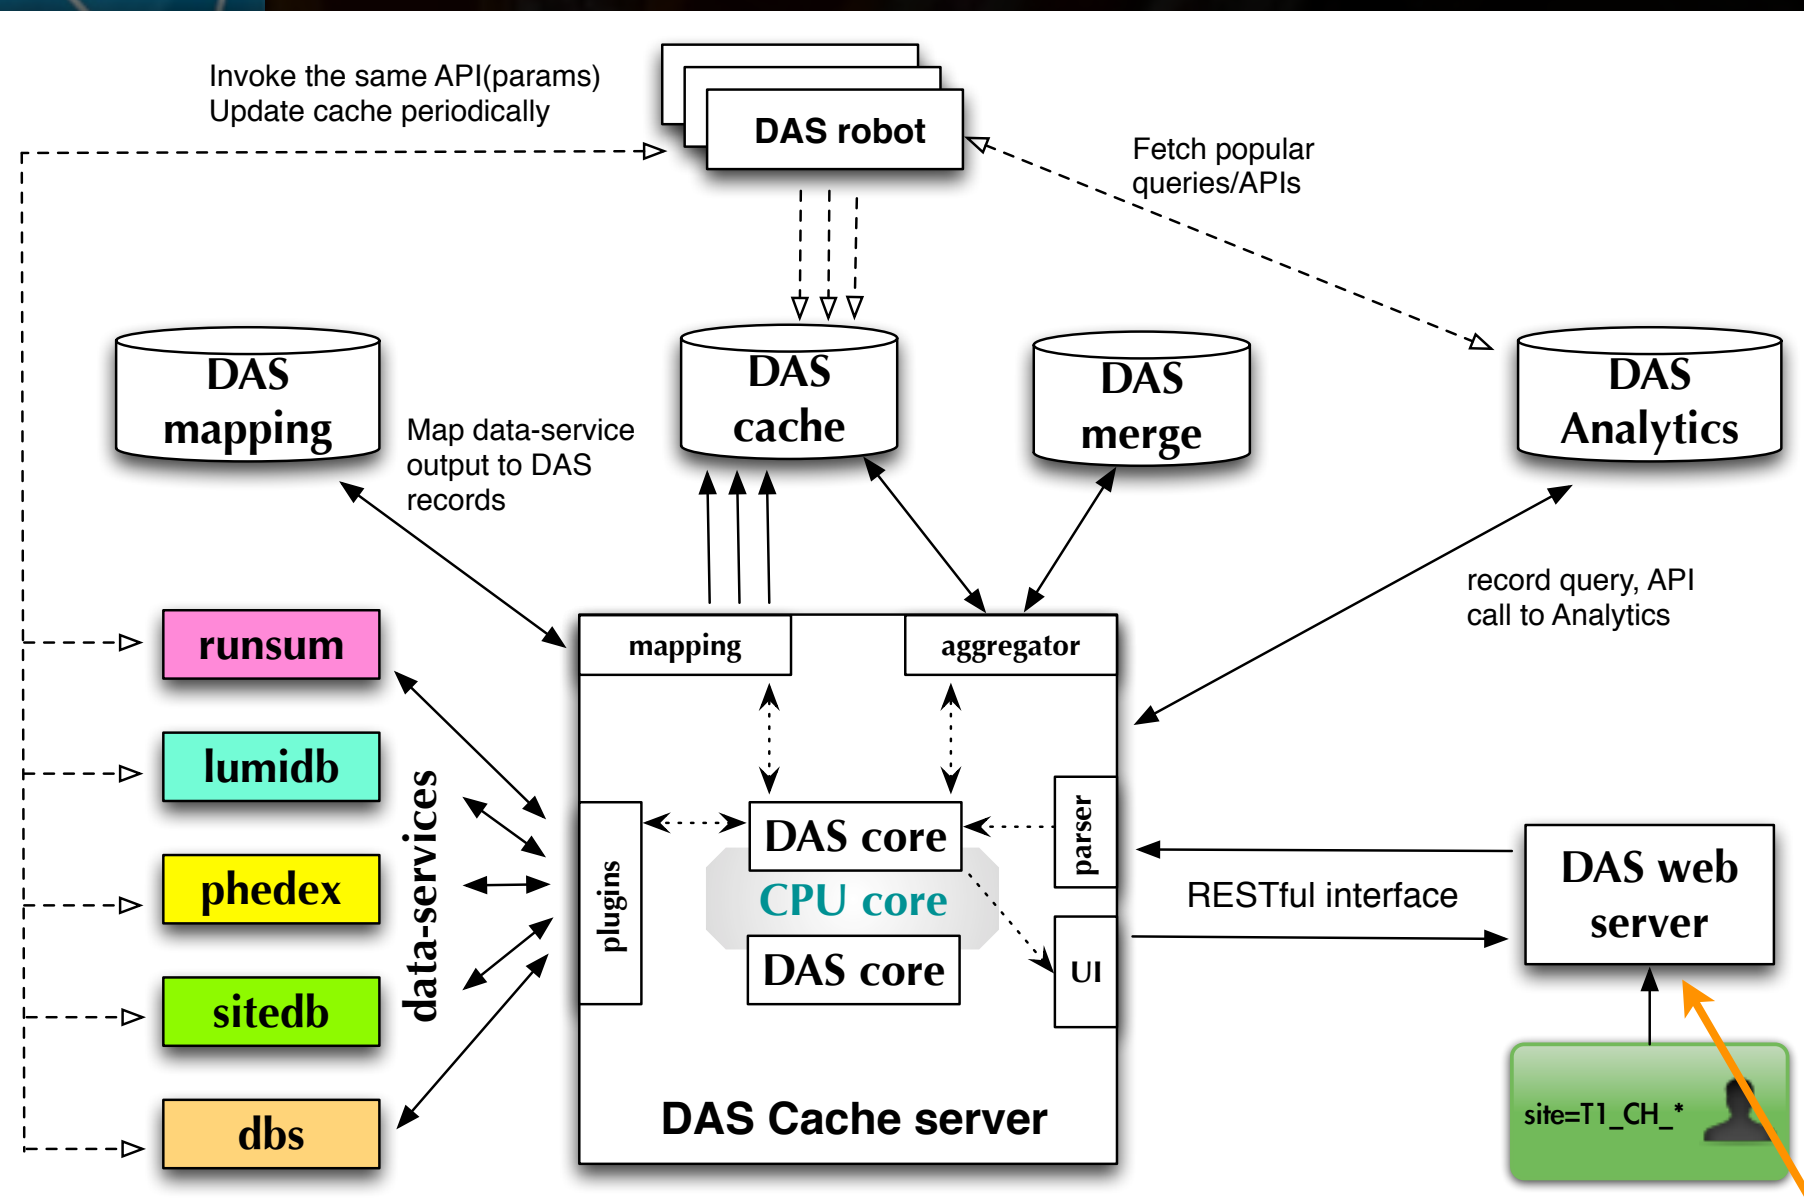 Invoke the same API(params)
Update cache periodically
DAS robot
Fetch popular
queries/APIs
DAS
mapping
DAS
cache
DAS
merge
DAS
Analytics
Map data-service
output to DAS
records
record query, API
call to Analytics
runsum
lumidb
phedex
sitedb
dbs
data-services
mapping
aggregator
plugins
DAS core
CPU core
DAS core
parser
UI
DAS Cache server
RESTful interface
DAS web
server
site=T1_CH_*